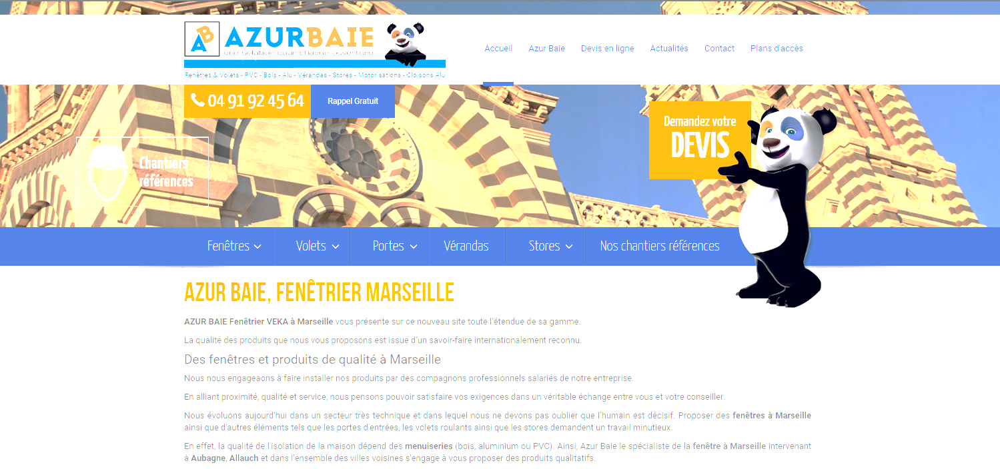 AB AZURBAIE
une solution pour chaque ouverture
Fenêtres & Volets - PVC - Bois - Alu - Vérandas - Stores - Motorisations - Cloisons Alu
Accueil Azur Baie Devis en ligne Actualités Contact Plans d'accès
04 91 92 45 64 Rappel Gratuit
Demandez votre
DEVIS
Chantiers
références
Fenêtres Volets Portes Vérandas Stores Nos chantiers références
AZUR BAIE, FENÊTRIER MARSEILLE
AZUR BAIE Fenêtrier VEKA à Marseille vous présente sur ce nouveau site toute l'étendue de sa gamme.
La qualité des produits que nous vous proposons est issue d'un savoir-faire internationalement reconnu.
Des fenêtres et produits de qualité à Marseille
Nous nous engageaons à faire installer nos produits par des compagnons professionnels salariés de notre entreprise.
En alliant proximité, qualité et service, nous pensons pouvoir satisfaire vos exigences dans un véritable échange entre vous et votre conseiller.
Nous évoluons aujourd'hui dans un secteur très technique et dans lequel nous ne devons pas oublier que l'humain est décisif. Proposer des fenêtres à Marseille
ainsi que d'autres éléments tels que les portes d'entrées, les volets roulants ainsi que les stores demandent un travail minutieux.
En effet, la qualité de l'isolation de la maison dépend des menuiseries (bois, aluminium ou PVC). Ainsi, Azur Baie le spécialiste de la fenêtre à Marseille intervenant
à Aubagne, Allauch et dans l'ensemble des villes voisines s'engage à vous proposer des produits qualitatifs.